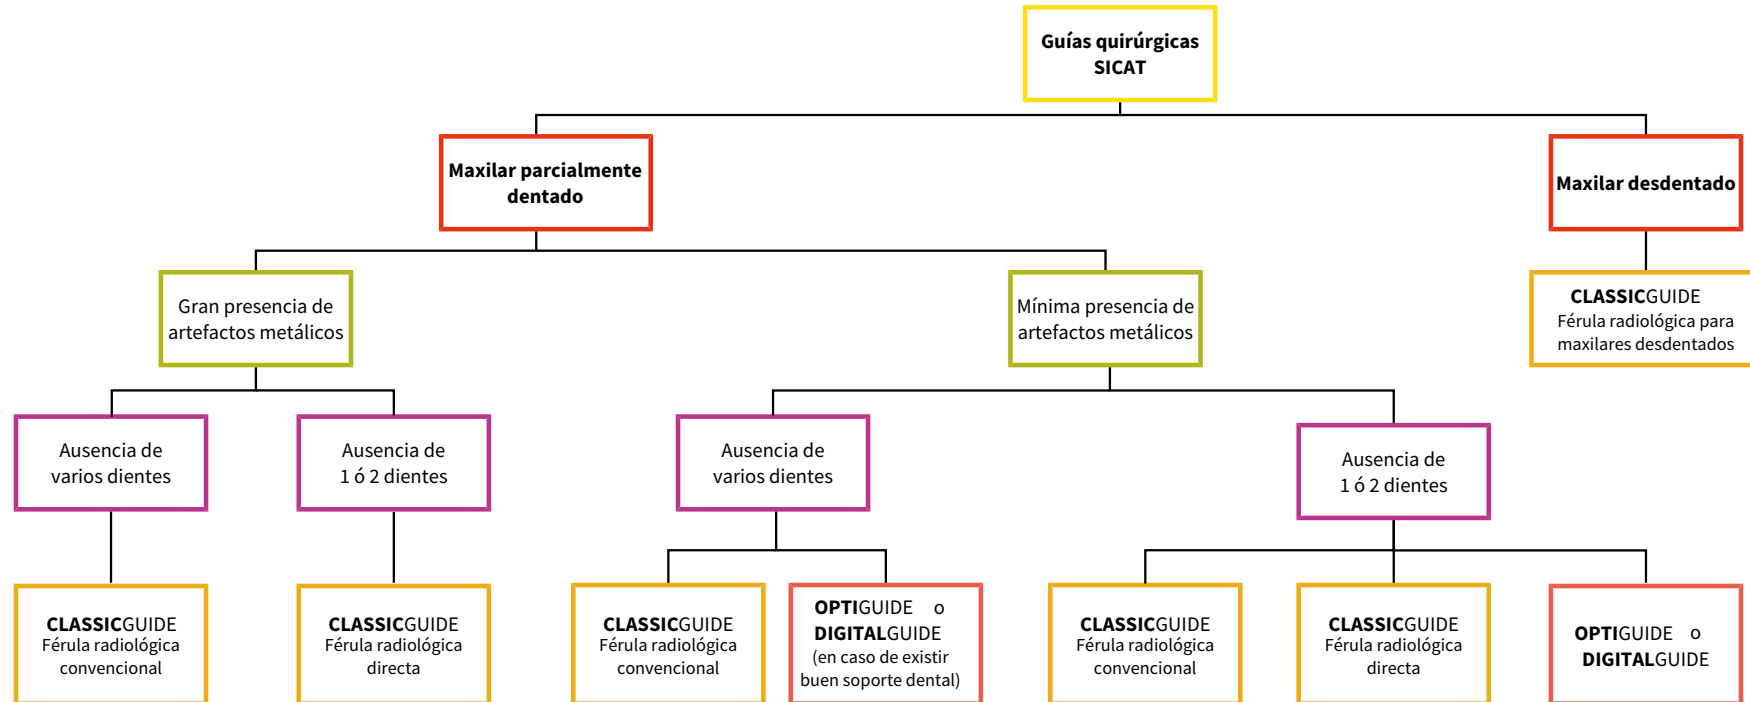 Guías quirúrgicas
SICAT
Maxilar parcialmente
dentado
Maxilar desdentado
Gran presencia de
artefactos metálicos
Mínima presencia de
artefactos metálicos
CLASSICGUIDE
Férula radiológica para
maxilares desdentados
Ausencia de
varios dientes
Ausencia de
1 ó 2 dientes
Ausencia de
varios dientes
Ausencia de
1 ó 2 dientes
CLASSICGUIDE
Férula radiológica
convencional
CLASSICGUIDE
Férula radiológica
directa
CLASSICGUIDE
Férula radiológica
convencional
OPTIGUIDE o
DIGITALGUIDE
(en caso de existir
buen soporte dental)
CLASSICGUIDE
Férula radiológica
convencional
CLASSICGUIDE
Férula radiológica
directa
OPTIGUIDE o
DIGITALGUIDE